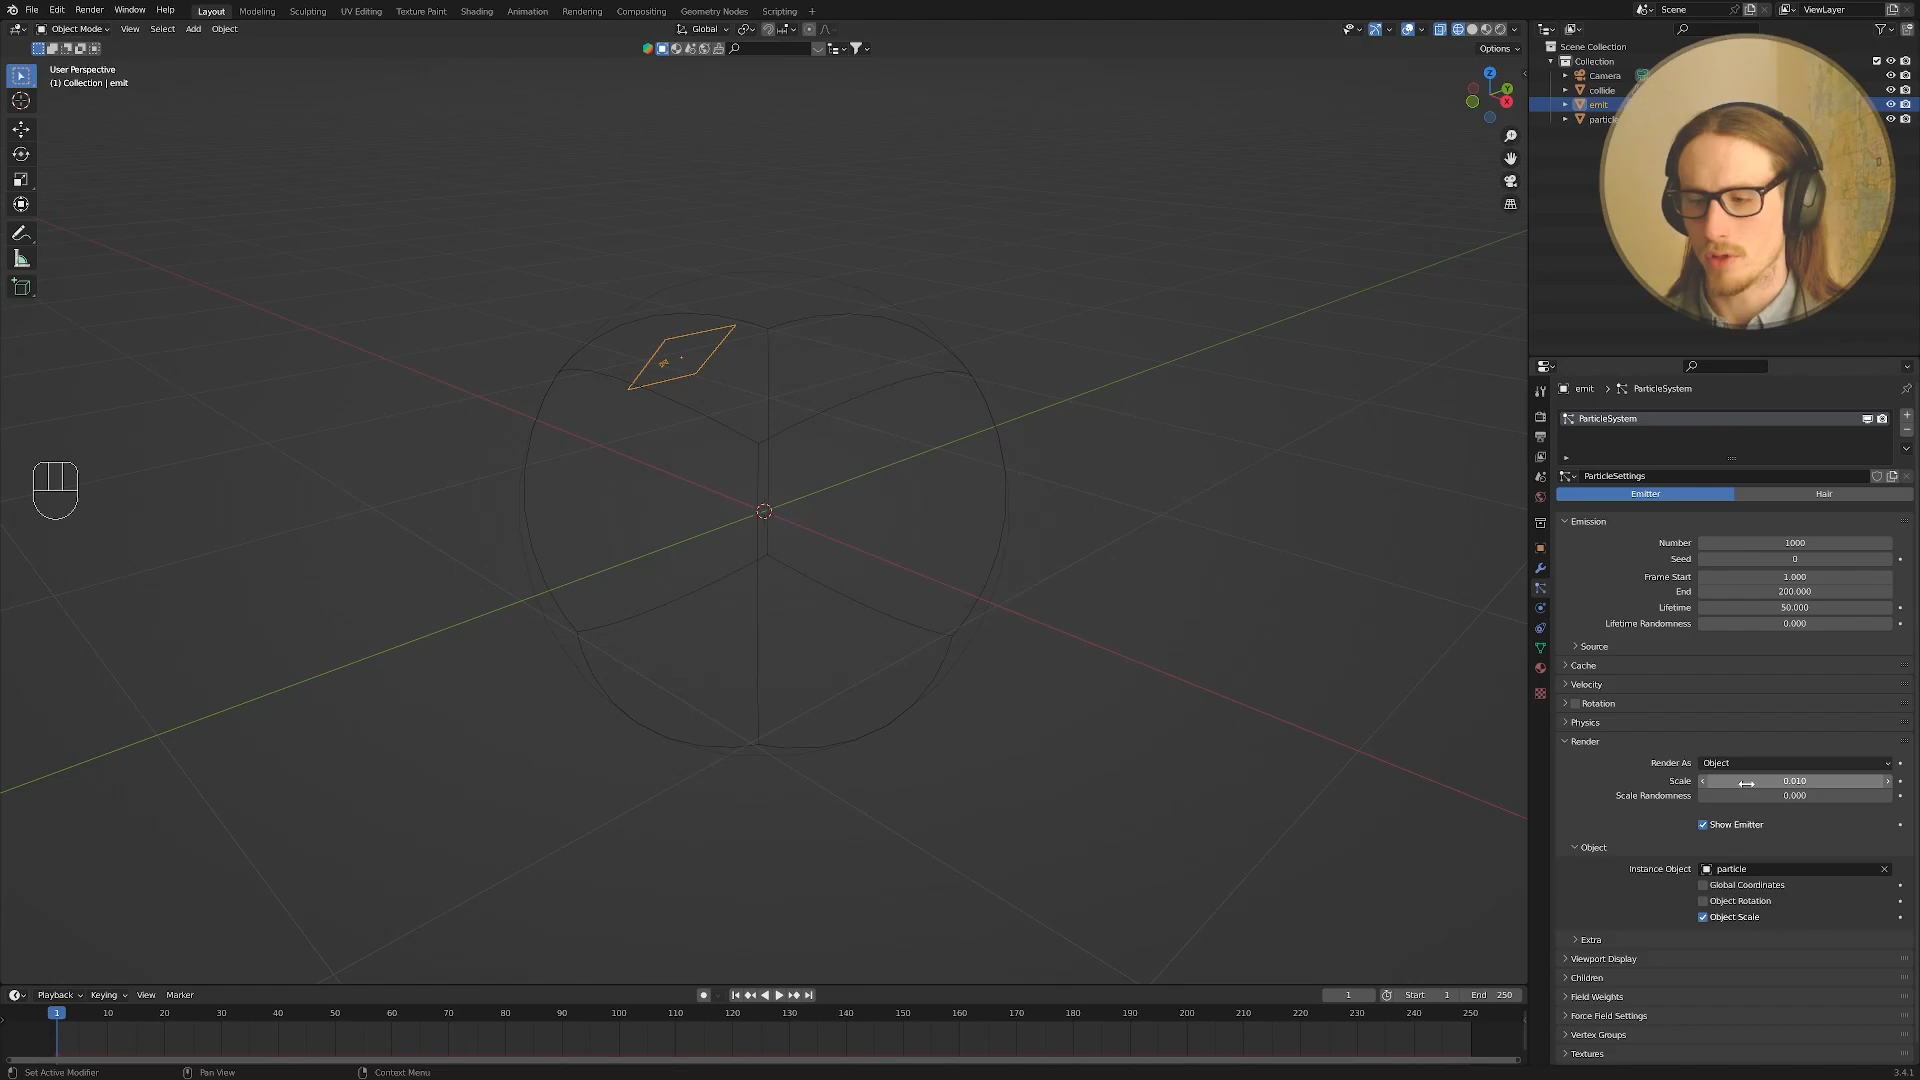 File Edit Render Window Help Layout Modeling Sculpting UV Editing Texture Paint Shading Animation Rendering Compositing Geometry Nodes Scripting + Scene ViewLayer
Object Mode View Select Add Object Global
Options
User Perspective
(1) Collection | emit
Scene Collection
Collection
Camera
collide
emit
particle
emit > ParticleSystem
ParticleSystem
ParticleSettings
Emitter Hair
Emission
Number 1000
Seed 0
Frame Start 1.000
End 200.000
Lifetime 50.000
Lifetime Randomness 0.000
Source
Cache
Velocity
Rotation
Physics
Render
Render As Object
Scale 0.010
Scale Randomness 0.000
Show Emitter
Object
Instance Object particle
Global Coordinates
Object Rotation
Object Scale
Extra
Viewport Display
Children
Field Weights
Force Field Settings
Vertex Groups
Textures
X
Y
Z
Playback Keying View Marker 1 Start 1 End 250
1 10 20 30 40 50 60 70 80 90 100 110 120 130 140 150 160 170 180 190 200 210 220 230 240 250
Set Active Modifier Pan View Context Menu 3.4.1